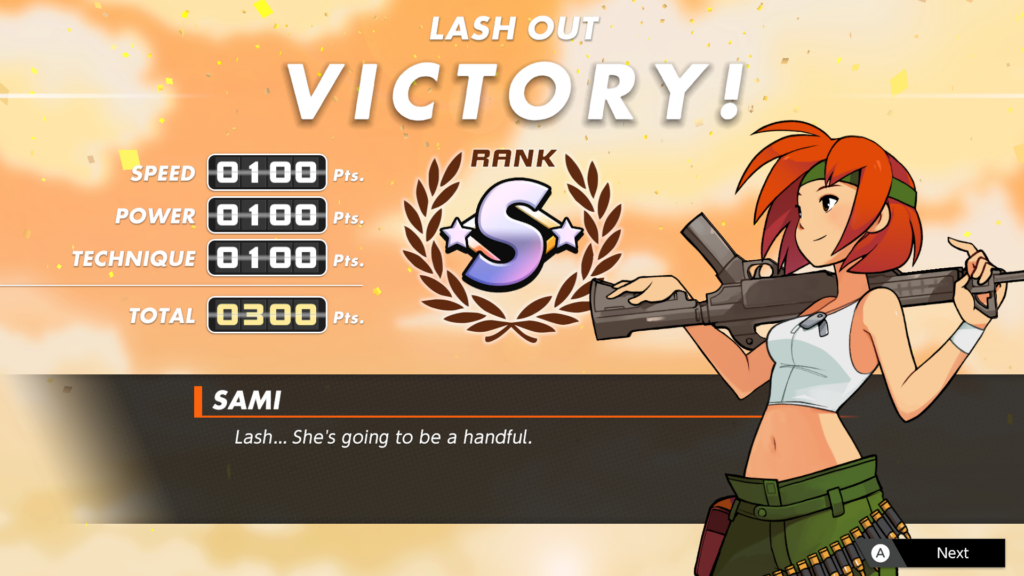 LASH OUT
VICTORY!
RANK
S
SPEED 0100 Pts.
POWER 0100 Pts.
TECHNIQUE 0100 Pts.
TOTAL 0300 Pts.
SAMI
Lash... She's going to be a handful.
A Next